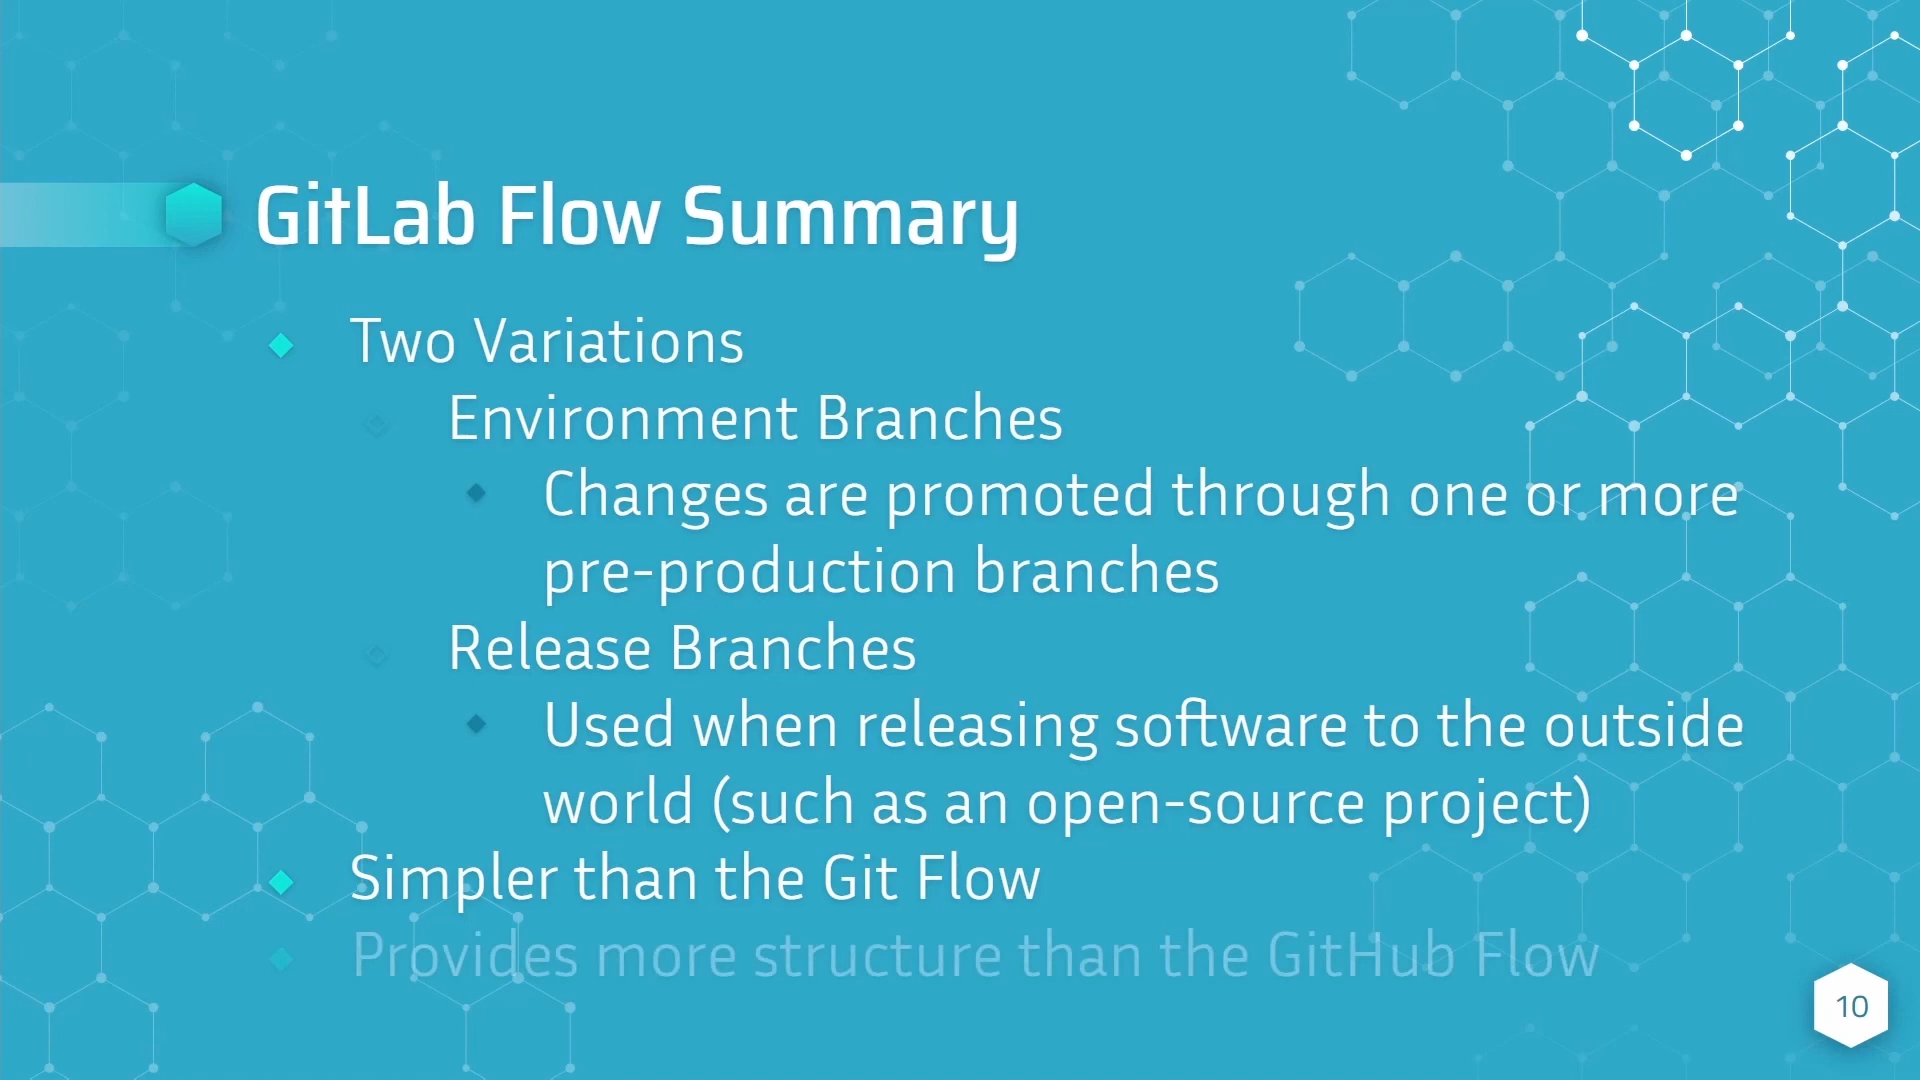 GitLab Flow Summary
Two Variations
Environment Branches
Changes are promoted through one or more
pre-production branches
Release Branches
Used when releasing software to the outside
world (such as an open-source project)
Simpler than the Git Flow
Provides more structure than the GitHub Flow
10